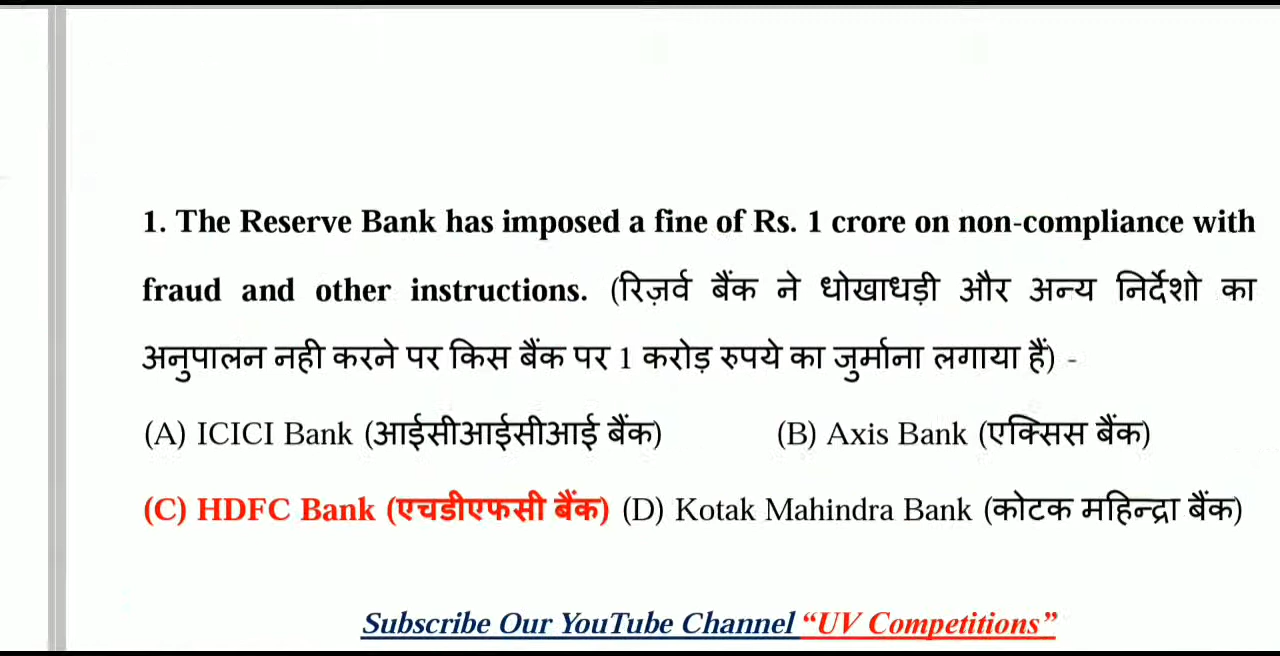 1. The Reserve Bank has imposed a fine of Rs. 1 crore on non-compliance with
fraud and other instructions. (रिज़र्व बैंक ने धोखाधड़ी और अन्य निर्देशो का
अनुपालन नही करने पर किस बैंक पर 1 करोड़ रुपये का जुर्माना लगाया हैं) -
(A) ICICI Bank (आईसीआईसीआई बैंक) (B) Axis Bank (एक्सिस बैंक)
(C) HDFC Bank (एचडीएफसी बैंक) (D) Kotak Mahindra Bank (कोटक महिन्द्रा बैंक)
Subscribe Our YouTube Channel “UV Competitions”